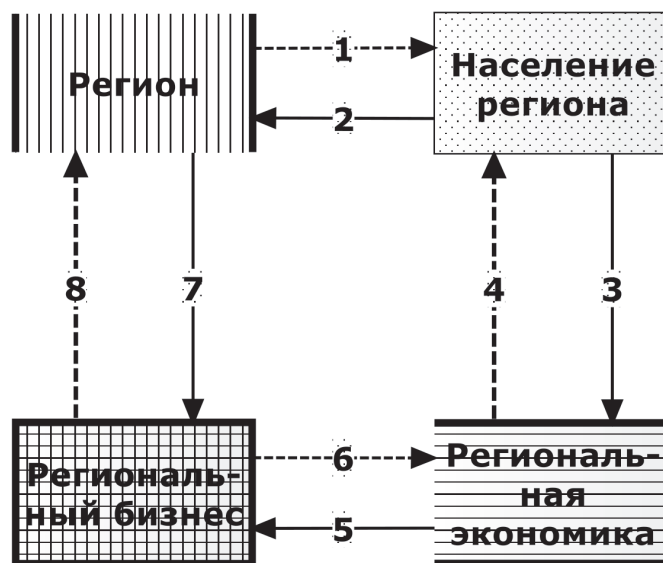 Регион
1
Население
региона
2
8
7
4
3
Региональ-
ный бизнес
6
5
Региональ-
ная
экономика